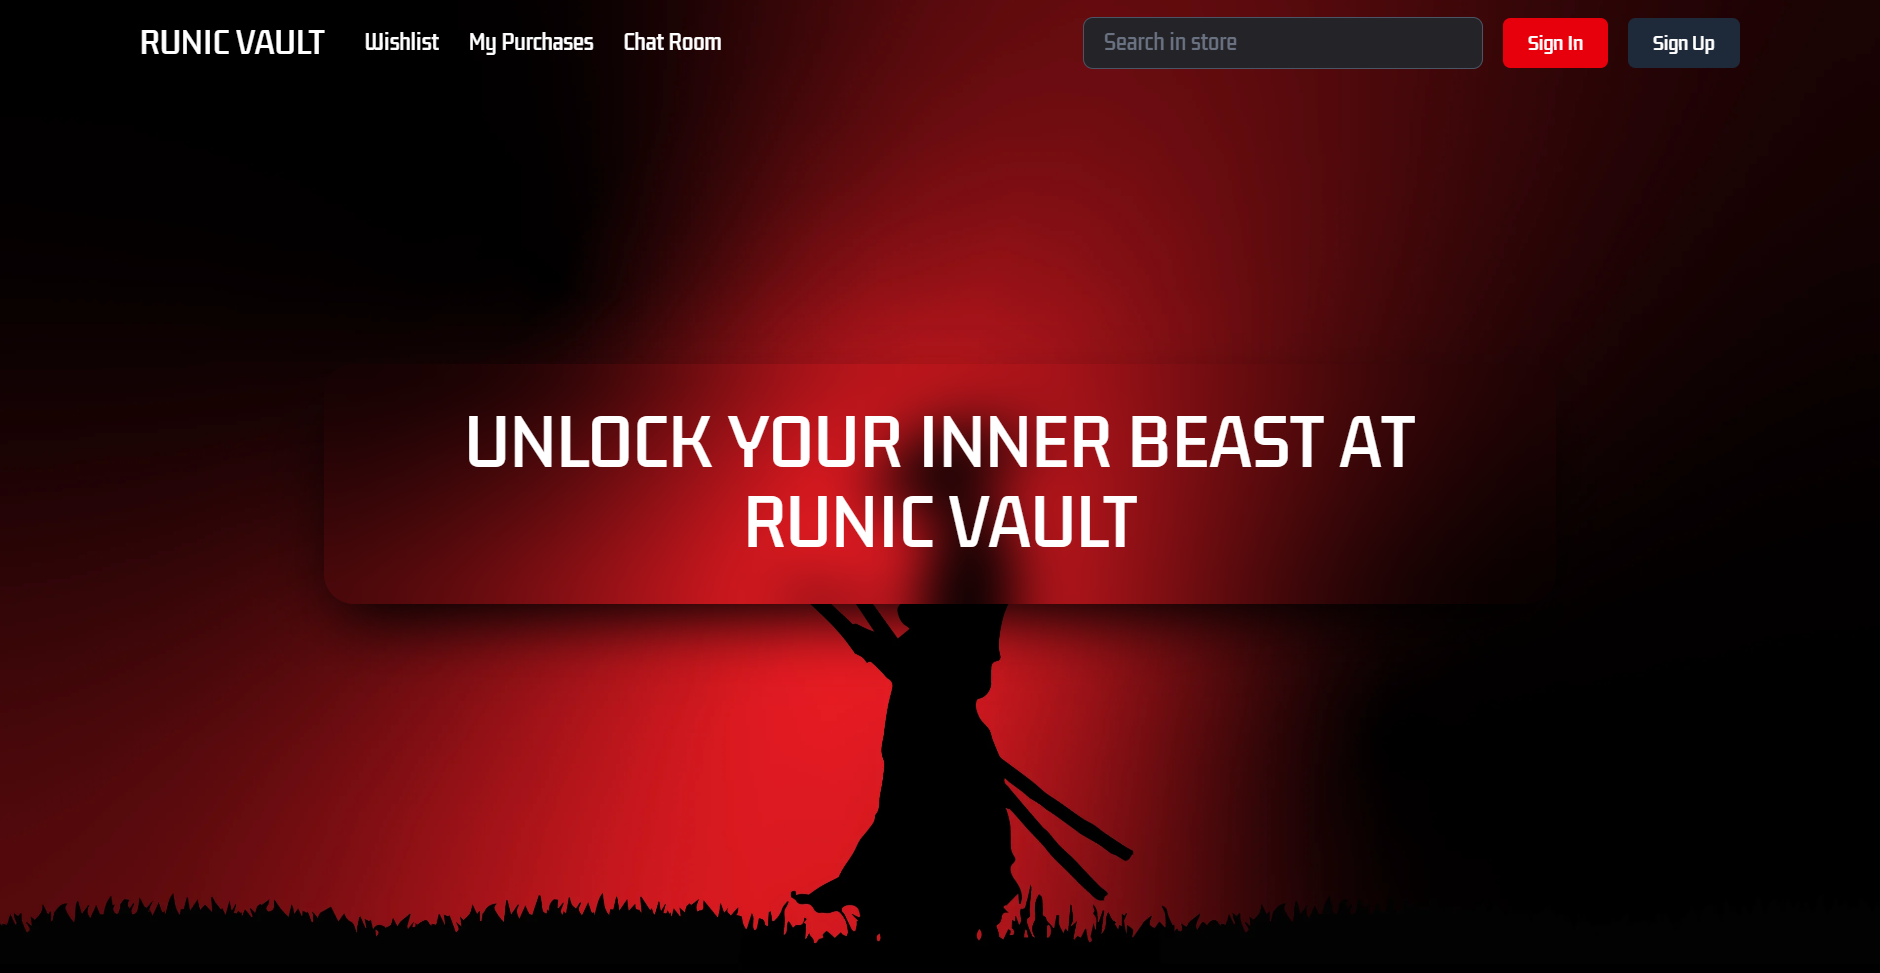 RUNIC VAULT Wishlist My Purchases Chat Room Search in store Sign In Sign Up
UNLOCK YOUR INNER BEAST AT
RUNIC VAULT